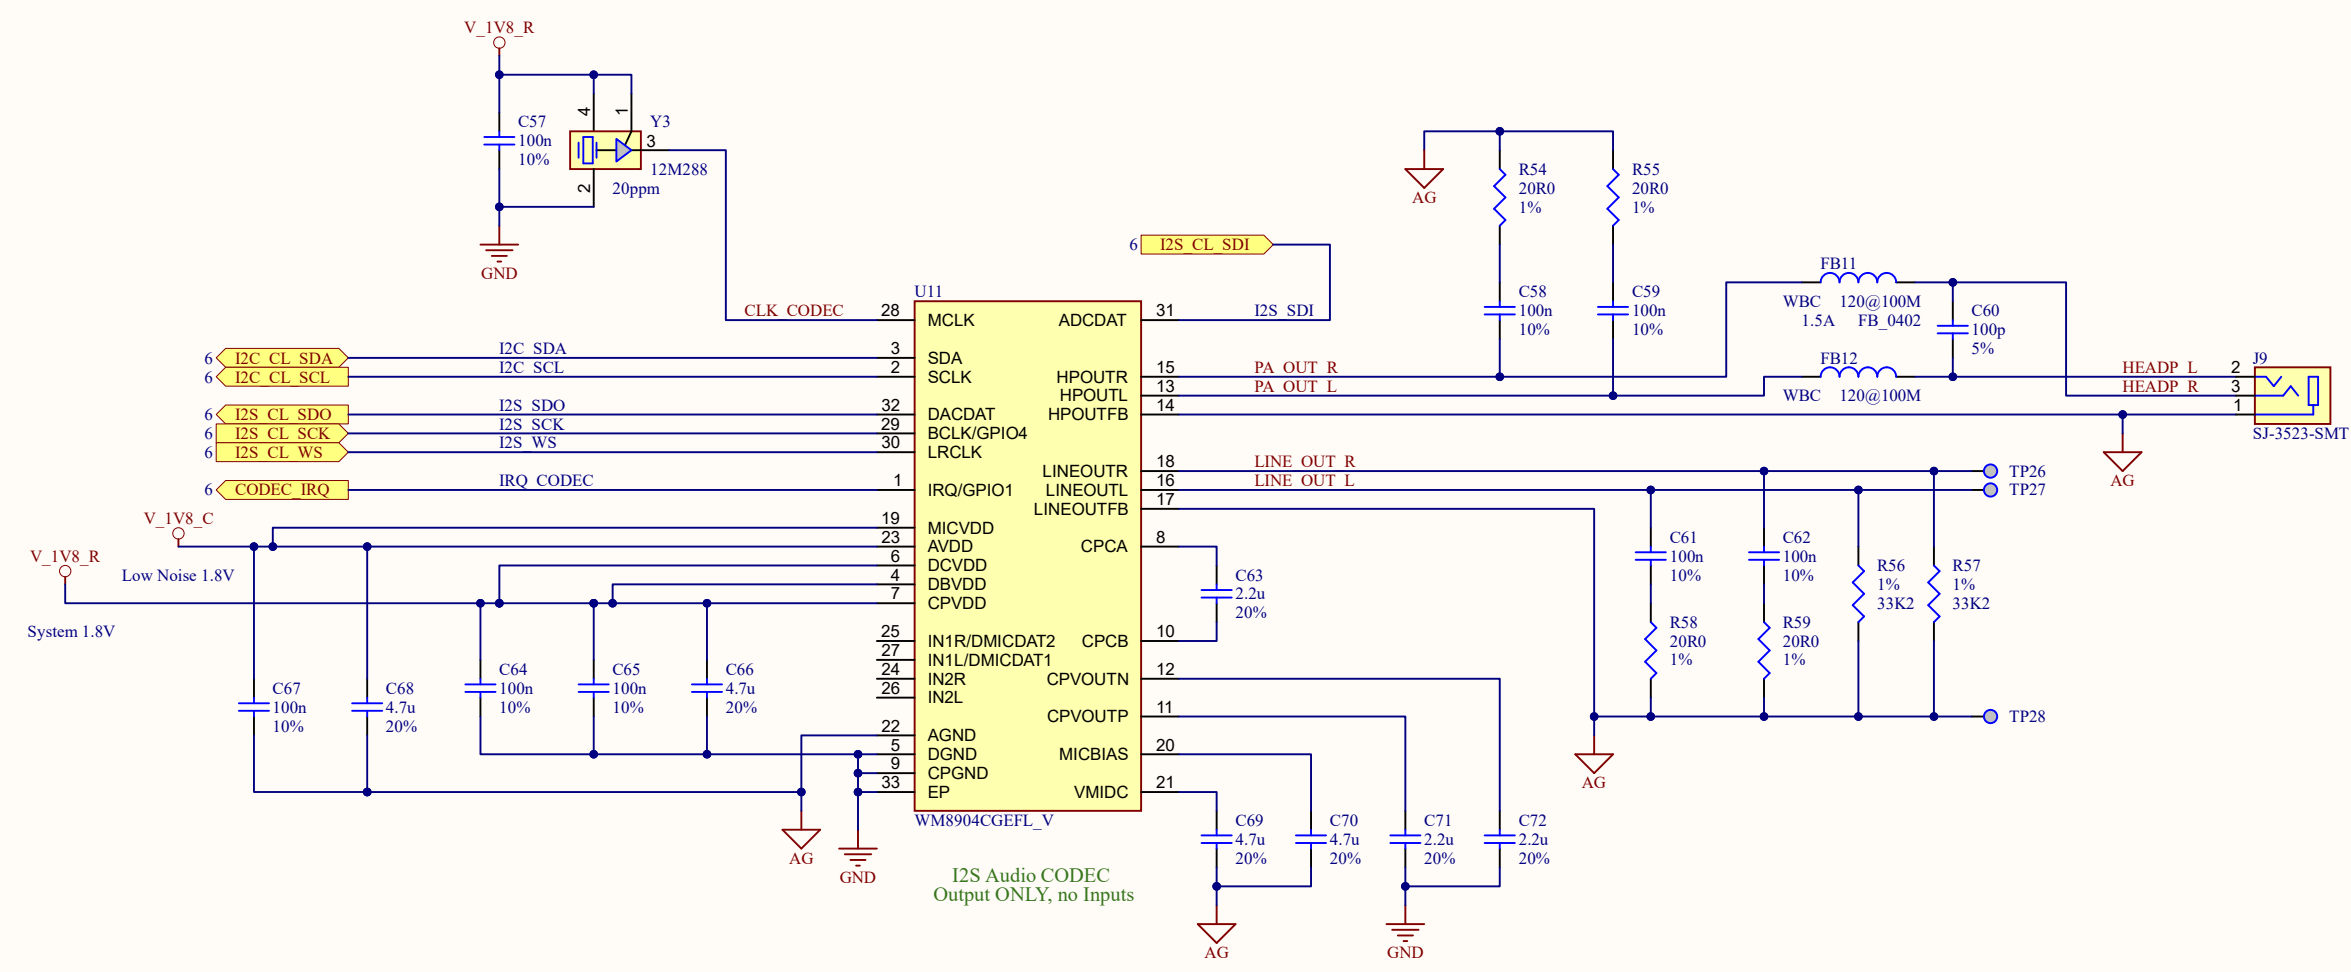 V_1V8_R
C57
100n
10%
4
1
Y3
3
12M288
2
20ppm
GND
6 I2S_CL_SDI
AG
R54
20R0
1%
R55
20R0
1%
C58
100n
10%
C59
100n
10%
FB11
WBC 120@100M
1.5A FB_0402
C60
100p
5%
FB12
WBC 120@100M
HEADP_L 2
HEADP_R 3
1
J9
SJ-3523-SMT
AG
U11
CLK_CODEC 28 MCLK
6 I2C_CL_SDA I2C_SDA 3 SDA
6 I2C_CL_SCL I2C_SCL 2 SCLK
6 I2S_CL_SDO I2S_SDO 32 DACDAT
6 I2S_CL_SCK I2S_SCK 29 BCLK/GPIO4
6 I2S_CL_WS I2S_WS 30 LRCLK
6 CODEC_IRQ IRQ_CODEC 1 IRQ/GPIO1
19 MICVDD
23 AVDD
6 DCVDD
4 DBVDD
7 CPVDD
25 IN1R/DMICDAT2
27 IN1L/DMICDAT1
24 IN2R
26 IN2L
22 AGND
5 DGND
9 CPGND
33 EP
ADCDAT 31 I2S_SDI
HPOUTR 15 PA_OUT_R
HPOUTL 13 PA_OUT_L
HPOUTFB 14
LINEOUTR 18 LINE_OUT_R
LINEOUTL 16 LINE_OUT_L
LINEOUTFB 17
CPCA 8
CPCB 10
CPVOUTN 12
CPVOUTP 11
MICBIAS 20
VMIDC 21
WM8904CGEFL_V
V_1V8_C
V_1V8_R
Low Noise 1.8V
System 1.8V
C67
100n
10%
C68
4.7u
20%
C64
100n
10%
C65
100n
10%
C66
4.7u
20%
AG
GND
C63
2.2u
20%
TP26
TP27
C61
100n
10%
C62
100n
10%
R56
1%
33K2
R57
1%
33K2
R58
20R0
1%
R59
20R0
1%
TP28
AG
C69
4.7u
20%
C70
4.7u
20%
C71
2.2u
20%
C72
2.2u
20%
AG
GND
I2S Audio CODEC
Output ONLY, no Inputs